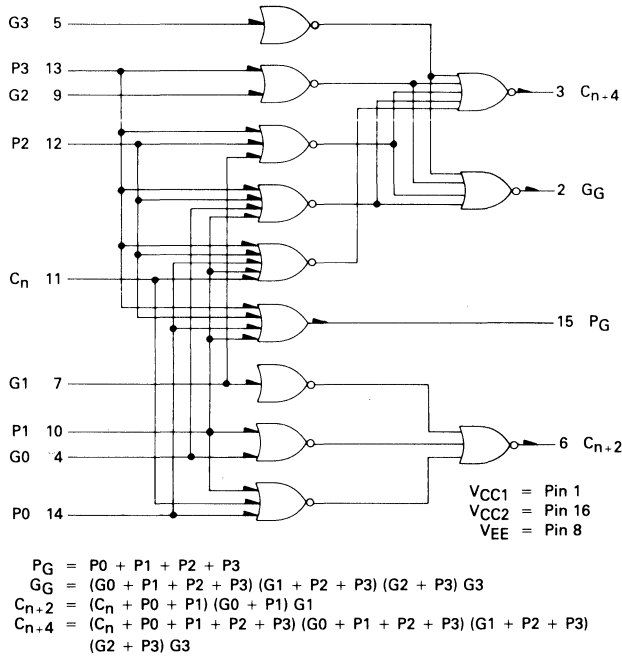 G3 5
P3 13
G2 9
3 Cn+4
P2 12
2 GG
Cn 11
15 PG
G1 7
P1 10
6 Cn+2
G0 4
VCC1 = Pin 1
P0 14
VCC2 = Pin 16
VEE = Pin 8
PG = P0 + P1 + P2 + P3
GG = (G0 + P1 + P2 + P3) (G1 + P2 + P3) (G2 + P3) G3
Cn+2 = (Cn + P0 + P1) (G0 + P1) G1
Cn+4 = (Cn + P0 + P1 + P2 + P3) (G0 + P1 + P2 + P3) (G1 + P2 + P3)
(G2 + P3) G3